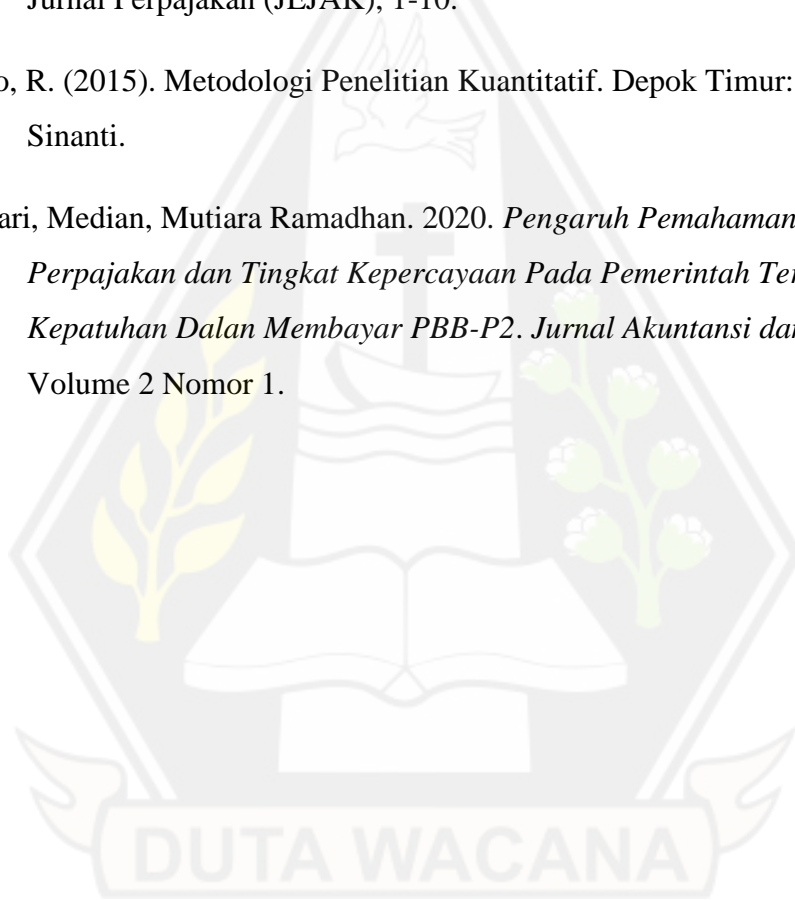 Jurnal Perpajakan (JEJAK), 1-10.
o, R. (2015). Metodologi Penelitian Kuantitatif. Depok Timur:
Sinanti.
ari, Median, Mutiara Ramadhan. 2020. Pengaruh Pemahaman
Perpajakan dan Tingkat Kepercayaan Pada Pemerintah Ter
Kepatuhan Dalan Membayar PBB-P2. Jurnal Akuntansi dan
Volume 2 Nomor 1.
DUTA WACANA